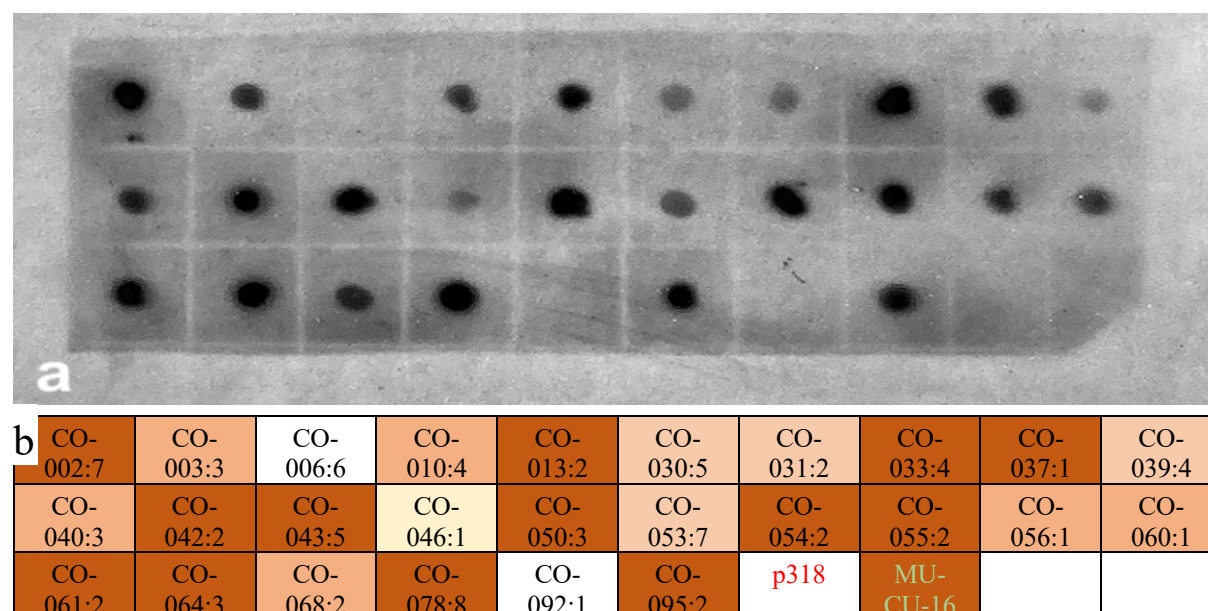 a
b
CO-
002:7
CO-
003:3
CO-
006:6
CO-
010:4
CO-
013:2
CO-
030:5
CO-
031:2
CO-
033:4
CO-
037:1
CO-
039:4
CO-
040:3
CO-
042:2
CO-
043:5
CO-
046:1
CO-
050:3
CO-
053:7
CO-
054:2
CO-
055:2
CO-
056:1
CO-
060:1
CO-
061:2
CO-
064:3
CO-
068:2
CO-
078:8
CO-
092:1
CO-
095:2
p318
MU-
CU-16